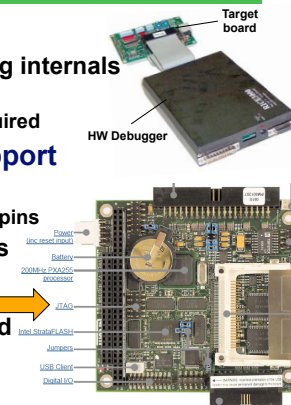 Target
board
g internals
HW Debugger
uired
pport
pins
s
d
Power
(inc reset input)
Battery
200MHz PXA255
processor
JTAG
Intel StrataFLASH
Jumpers
USB Client
Digital I/O